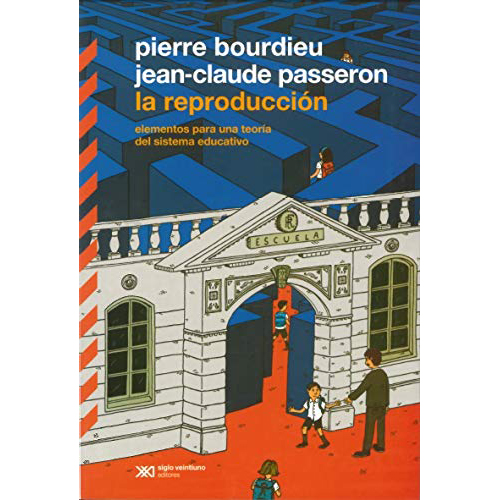 pierre bourdieu
jean-claude passeron
la reproducción
elementos para una teoría
del sistema educativo
ESCUELA
siglo veintiuno
editores